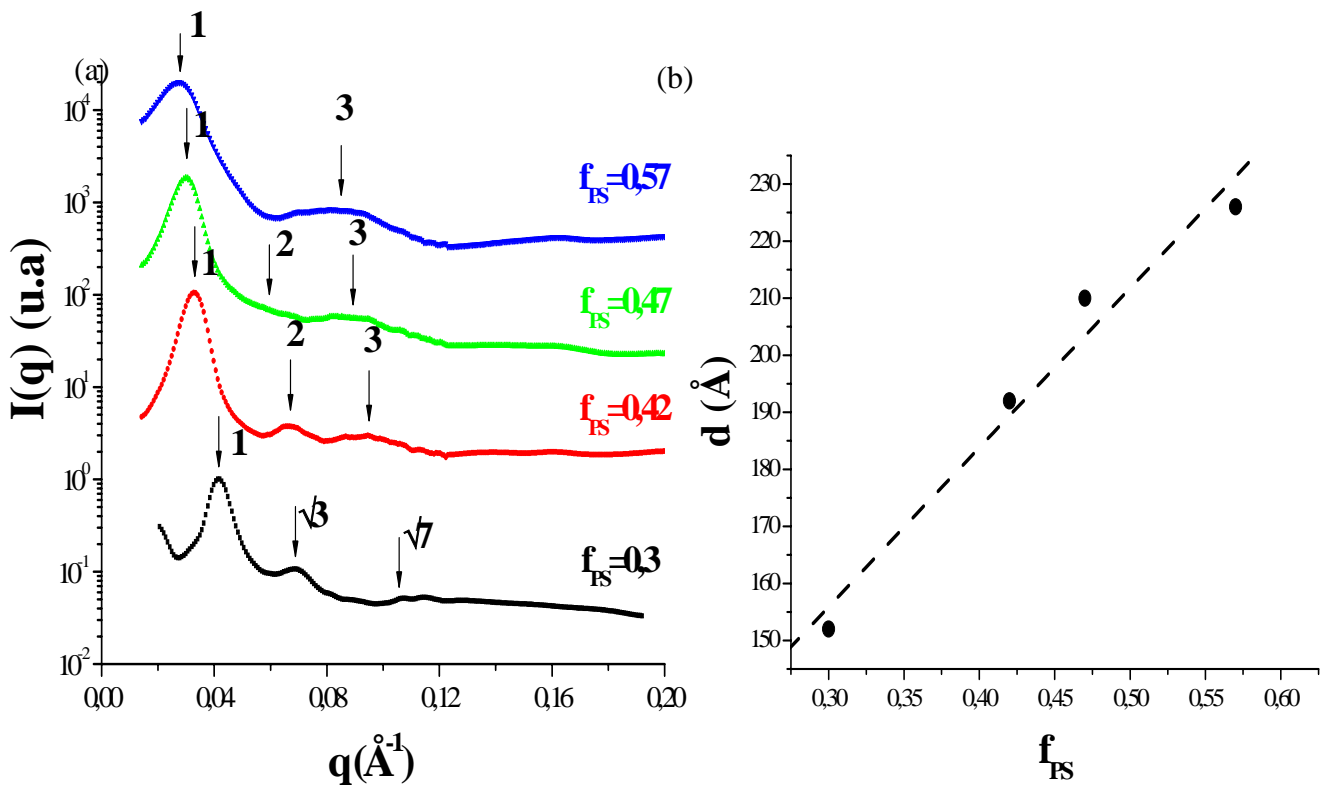 (a)
1
1
3
f_PS=0,57
2
3
f_PS=0,47
1
2
3
f_PS=0,42
1
√3
√7
f_PS=0,3
10^4
10^3
10^2
10^1
10^0
10^-1
10^-2
0,00 0,04 0,08 0,12 0,16 0,20
I(q) (u.a)
q(Å^-1)
(b)
230
220
210
200
190
180
170
160
150
0,30 0,35 0,40 0,45 0,50 0,55 0,60
d (Å)
f_PS